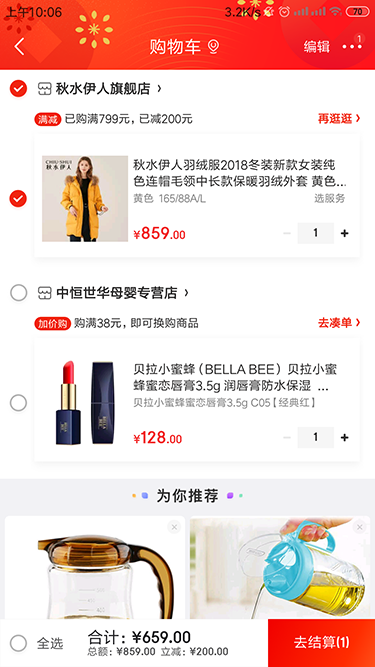 上午10:06
3.2K/s
70
购物车
编辑
1
秋水伊人旗舰店
满减 已购满799元，已减200元
再逛逛
CHIU·SHUI
秋水伊人
秋水伊人羽绒服2018冬装新款女装纯
色连帽毛领中长款保暖羽绒外套 黄色...
黄色 165/88A/L
选服务
¥859.00
1
中恒世华母婴专营店
加价购 购满38元，即可换购商品
去凑单
贝拉小蜜蜂（BELLA BEE）贝拉小蜜
蜂蜜恋唇膏3.5g 润唇膏防水保湿 ...
贝拉小蜜蜂蜜恋唇膏3.5g C05【经典红】
¥128.00
1
为你推荐
全选
合计：¥659.00
总额：¥859.00 立减：¥200.00
去结算(1)